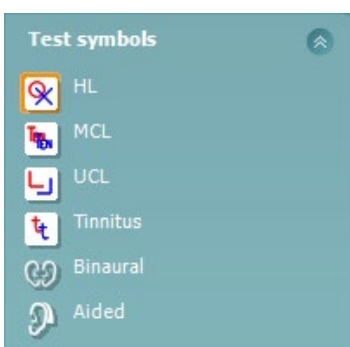 Test symbols
HL
MCL
UCL
Tinnitus
Binaural
Aided